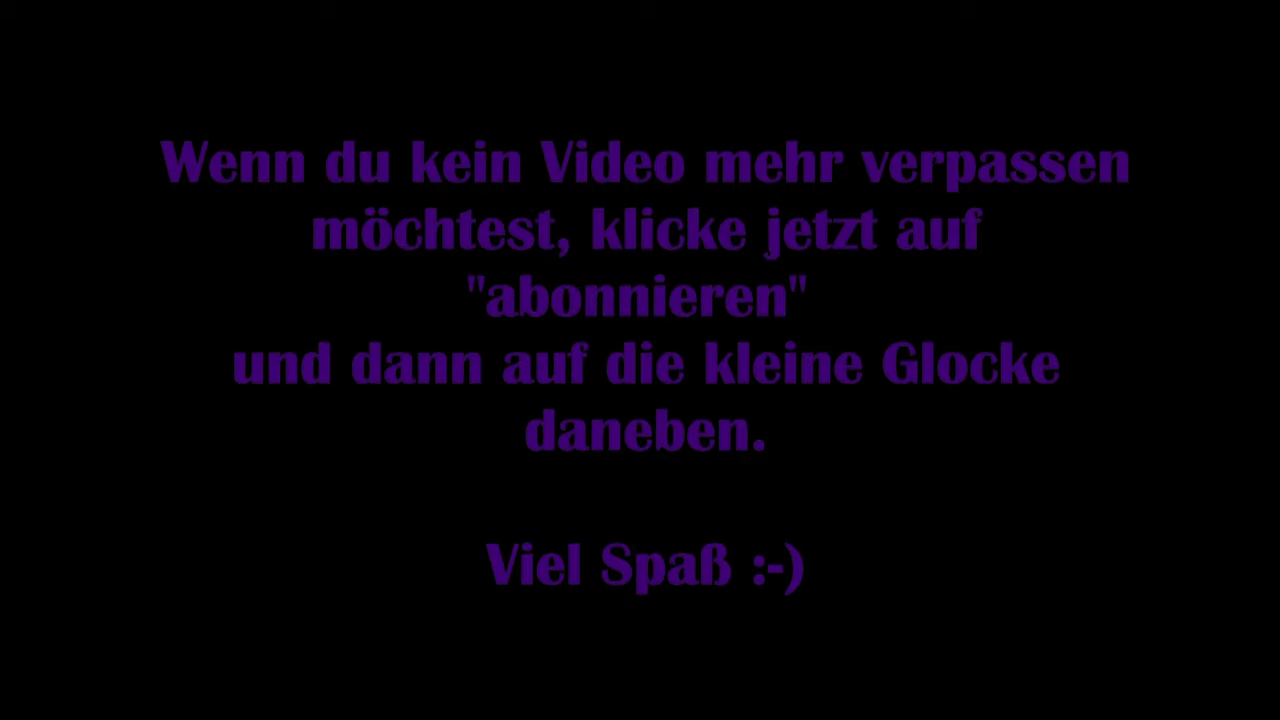 Wenn du kein Video mehr verpassen
möchtest, klicke jetzt auf
"abonnieren"
und dann auf die kleine Glocke
daneben.
Viel Spaß :-)